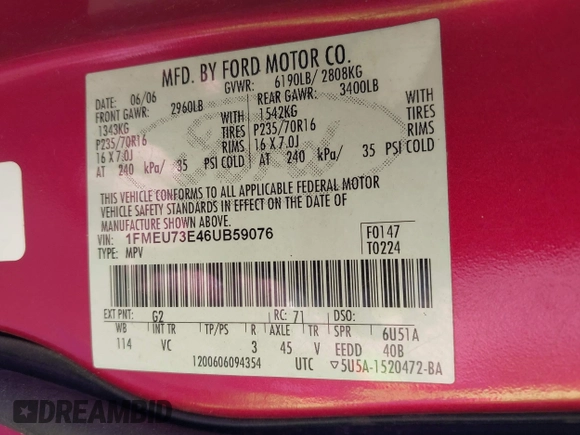 MFD. BY FORD MOTOR CO.
DATE: 06/06 GVWR: 6190LB/ 2808KG
FRONT GAWR: 2960LB REAR GAWR: 3400LB
1343KG WITH 1542KG WITH
P235/70R16 TIRES P235/70R16 TIRES
16 X 7.0J RIMS 16 X 7.0J RIMS
AT 240 kPa/ 35 PSI COLD AT 240 kPa/ 35 PSI COLD
THIS VEHICLE CONFORMS TO ALL APPLICABLE FEDERAL MOTOR
VEHICLE SAFETY STANDARDS IN EFFECT ON THE DATE OF
MANUFACTURE SHOWN ABOVE.
VIN: 1FMEU73E46UB59076 F0147
TYPE: MPV T0224
EXT PNT: G2 RC: 71 DSO:
WB INT TR TP/PS R AXLE TR SPR 6U51A
114 VC 3 45 V EEDD 40B
1200606094354 UTC ▽5U5A-1520472-BA
DREAMBID